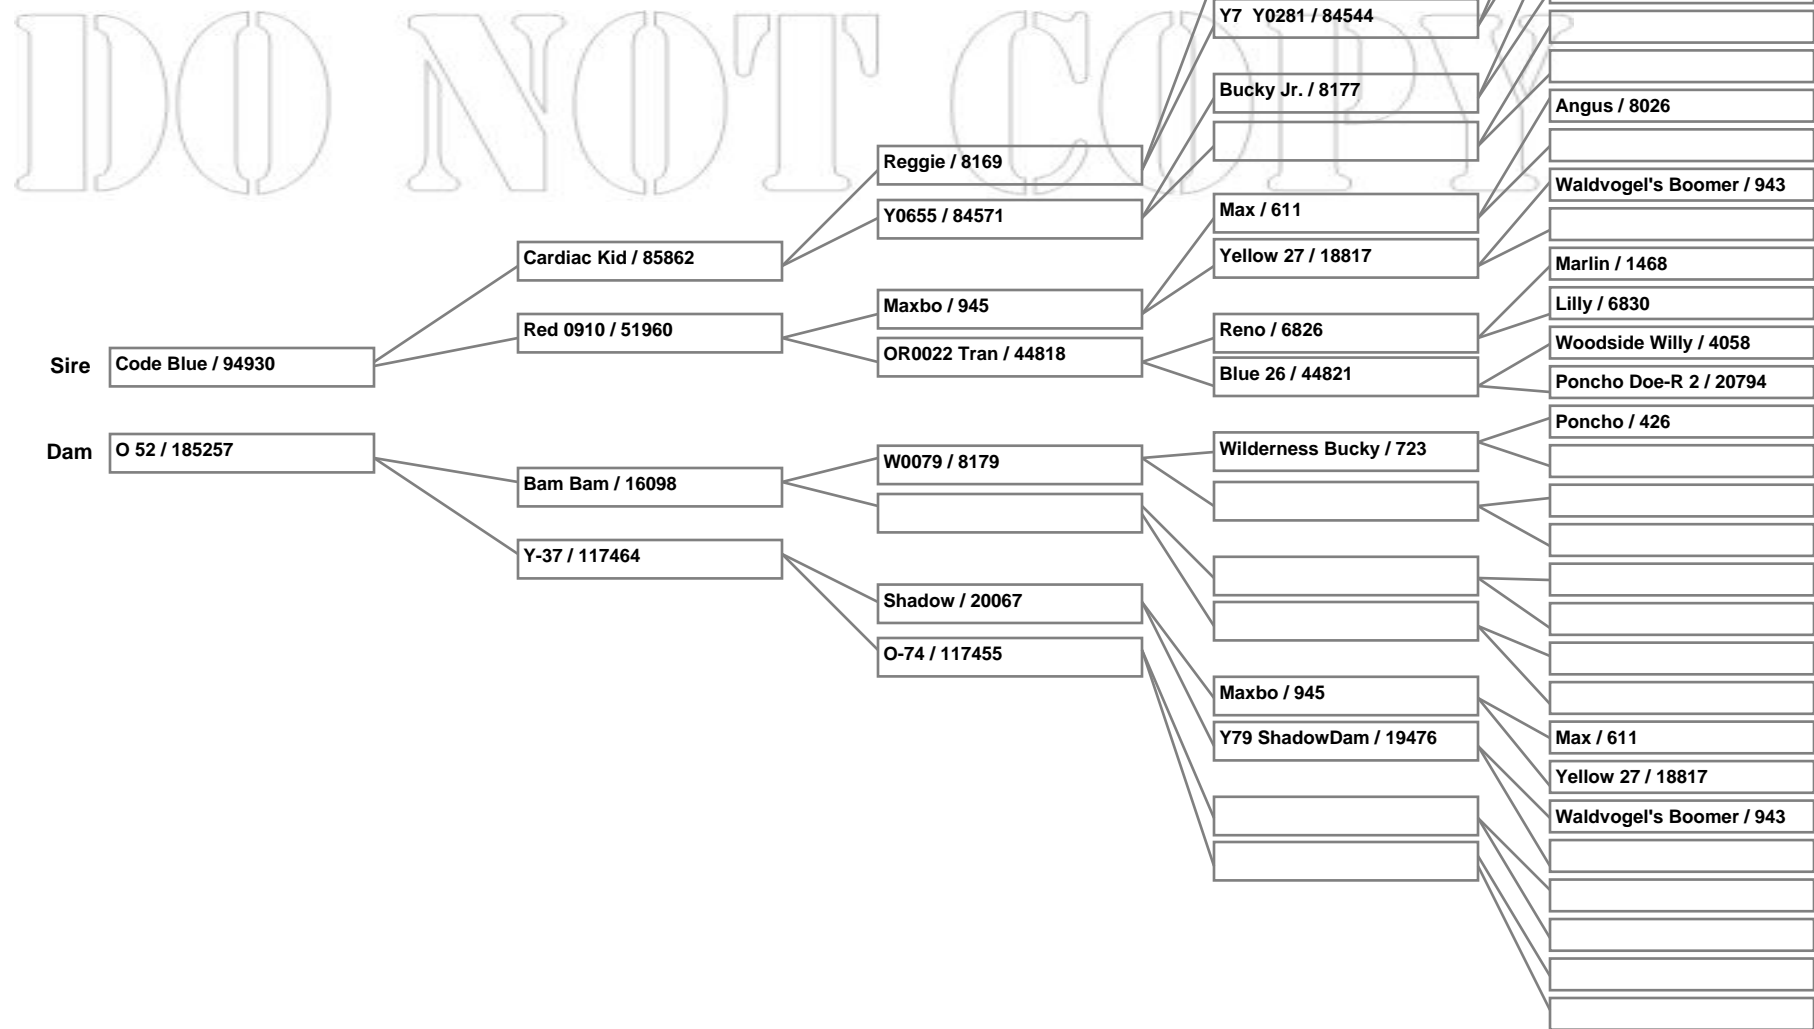 DO NOT COPY
Y7 Y0281 / 84544
Bucky Jr. / 8177
Angus / 8026
Reggie / 8169
Waldvogel's Boomer / 943
Y0655 / 84571
Max / 611
Cardiac Kid / 85862
Yellow 27 / 18817
Marlin / 1468
Maxbo / 945
Lilly / 6830
Red 0910 / 51960
Reno / 6826
Woodside Willy / 4058
OR0022 Tran / 44818
Sire
Code Blue / 94930
Blue 26 / 44821
Poncho Doe-R 2 / 20794
Poncho / 426
Dam
O 52 / 185257
Wilderness Bucky / 723
W0079 / 8179
Bam Bam / 16098
Y-37 / 117464
Shadow / 20067
O-74 / 117455
Maxbo / 945
Y79 ShadowDam / 19476
Max / 611
Yellow 27 / 18817
Waldvogel's Boomer / 943